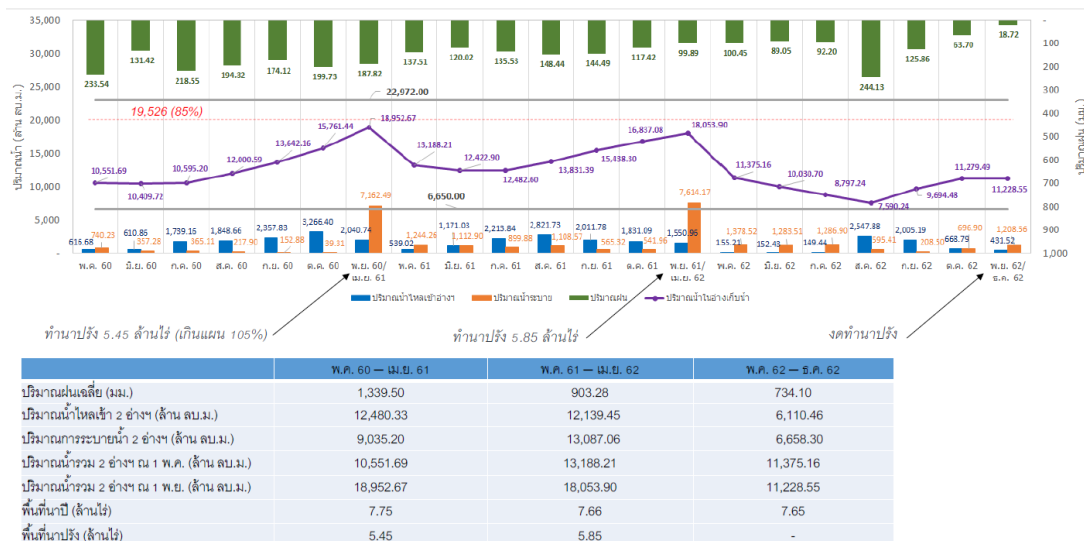 35,000
30,000
25,000
20,000
15,000
10,000
5,000
-
ปริมาณน้ำ (ล้าน ลบ.ม.)
-
100
200
300
400
500
600
700
800
900
1,000
ปริมาณฝน (มม.)
233.54 131.42 218.55 194.32 174.12 199.73 187.82 137.51 120.02 135.53 148.44 144.49 117.42 99.89 100.45 89.05 92.20 244.13 125.86 63.70 18.72
22,972.00
19,526 (85%)
10,551.69 10,409.72 10,595.20 12,000.59 13,642.16 15,761.44 18,952.67 13,188.21 12,422.90 12,482.60 13,831.39 15,438.30 16,837.08 18,053.90 11,375.16 10,030.70 8,797.24 7,590.24 9,694.48 11,279.49 11,228.55
6,650.00
616.68 610.85 1,739.16 1,848.66 2,357.83 3,266.40 2,040.74 539.02 1,171.03 2,213.84 2,821.73 2,011.78 1,831.09 1,550.96 155.21 152.43 149.44 2,547.88 2,005.19 668.79 431.52
740.23 357.28 365.11 217.90 152.88 39.31 7,162.49 1,244.26 1,112.90 899.88 1,108.57 565.32 541.96 7,614.17 1,378.52 1,283.51 1,286.90 595.41 208.50 696.90 1,208.56
พ.ค. 60 มิ.ย. 60 ก.ค. 60 ส.ค. 60 ก.ย. 60 ต.ค. 60 พ.ย. 60/ เม.ย. 61 พ.ค. 61 มิ.ย. 61 ก.ค. 61 ส.ค. 61 ก.ย. 61 ต.ค. 61 พ.ย. 61/ เม.ย. 62 พ.ค. 62 มิ.ย. 62 ก.ค. 62 ส.ค. 62 ก.ย. 62 ต.ค. 62 พ.ย. 62/ ธ.ค. 62
ปริมาณน้ำไหลเข้าอ่างฯ ปริมาณน้ำระบาย ปริมาณฝน ปริมาณน้ำในอ่างเก็บน้ำ
ทำนาปรัง 5.45 ล้านไร่ (เกินแผน 105%) ทำนาปรัง 5.85 ล้านไร่ งดทำนาปรัง
พ.ค. 60 – เม.ย. 61 พ.ค. 61 – เม.ย. 62 พ.ค. 62 – ธ.ค. 62
ปริมาณฝนเฉลี่ย (มม.) 1,339.50 903.28 734.10
ปริมาณน้ำไหลเข้า 2 อ่างฯ (ล้าน ลบ.ม.) 12,480.33 12,139.45 6,110.46
ปริมาณการระบายน้ำ 2 อ่างฯ (ล้าน ลบ.ม.) 9,035.20 13,087.06 6,658.30
ปริมาณน้ำรวม 2 อ่างฯ ณ 1 พ.ค. (ล้าน ลบ.ม.) 10,551.69 13,188.21 11,375.16
ปริมาณน้ำรวม 2 อ่างฯ ณ 1 พ.ย. (ล้าน ลบ.ม.) 18,952.67 18,053.90 11,228.55
พื้นที่นาปี (ล้านไร่) 7.75 7.66 7.65
พื้นที่นาปรัง (ล้านไร่) 5.45 5.85 -